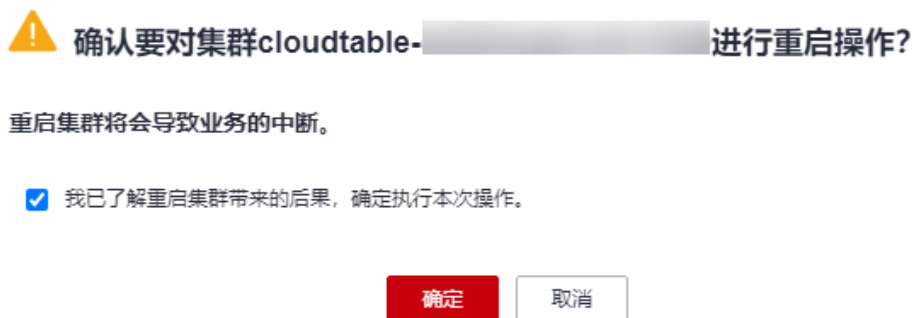 确认要对集群cloudtable-进行重启操作?
重启集群将会导致业务的中断。
我已了解重启集群带来的后果，确定执行本次操作。
确定 取消